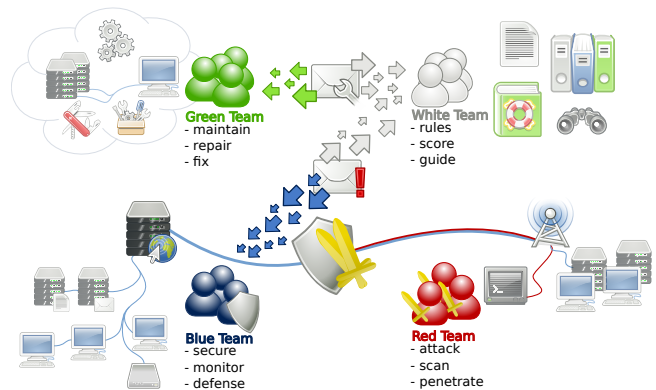 Green Team
- maintain
- repair
- fix
White Team
- rules
- score
- guide
Blue Team
- secure
- monitor
- defense
Red Team
- attack
- scan
- penetrate